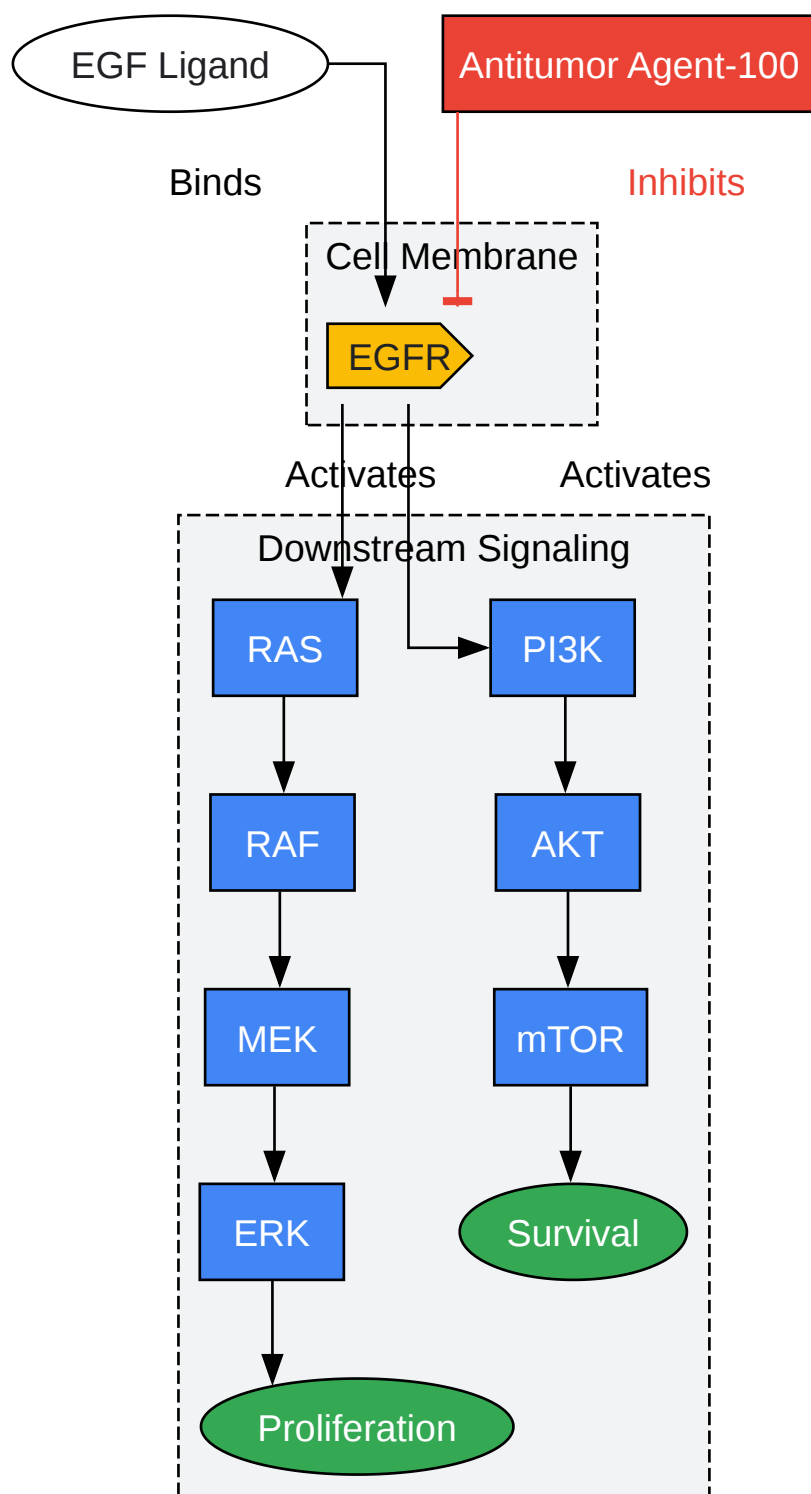 EGF Ligand
Antitumor Agent-100
Binds
Inhibits
Cell Membrane
EGFR
Activates
Activates
Downstream Signaling
RAS
PI3K
RAF
AKT
MEK
mTOR
ERK
Survival
Proliferation